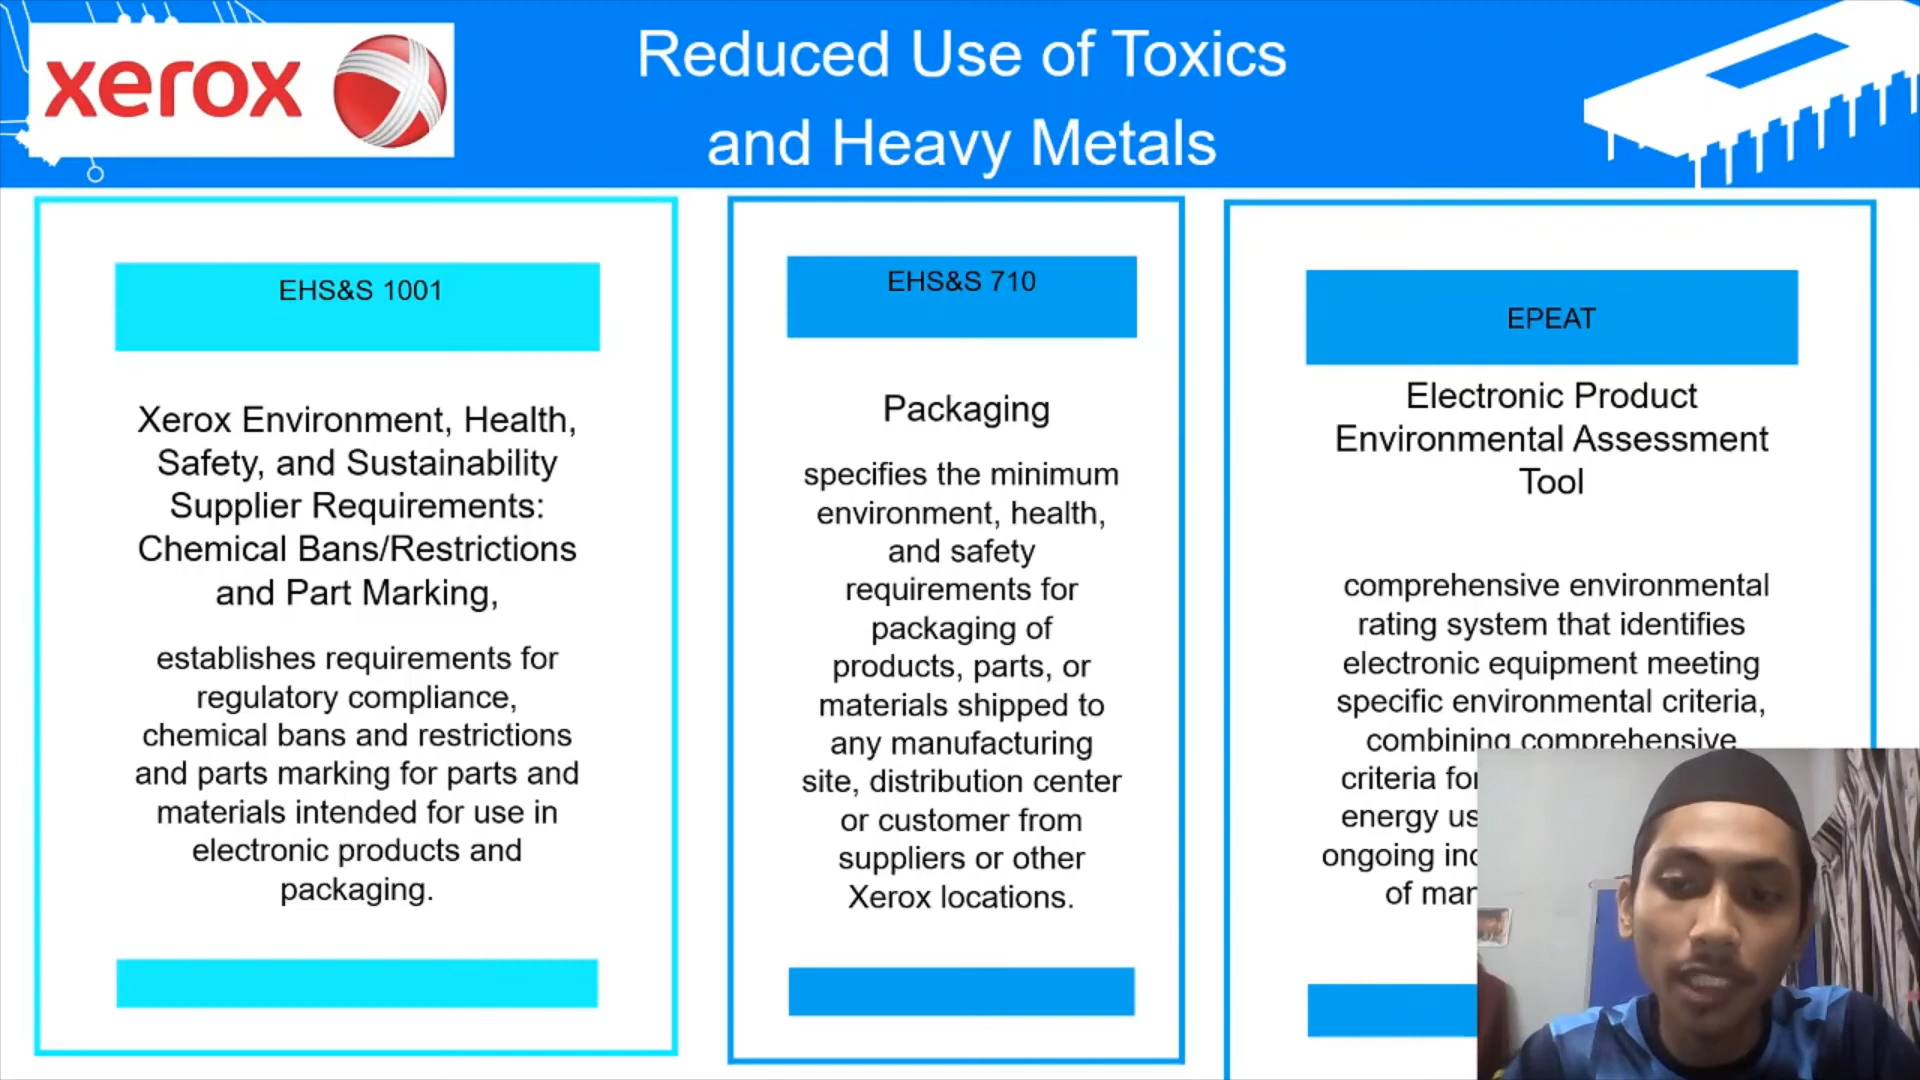 xerox
Reduced Use of Toxics
and Heavy Metals
EHS&S 1001
Xerox Environment, Health,
Safety, and Sustainability
Supplier Requirements:
Chemical Bans/Restrictions
and Part Marking,
establishes requirements for
regulatory compliance,
chemical bans and restrictions
and parts marking for parts and
materials intended for use in
electronic products and
packaging.
EHS&S 710
Packaging
specifies the minimum
environment, health,
and safety
requirements for
packaging of
products, parts, or
materials shipped to
any manufacturing
site, distribution center
or customer from
suppliers or other
Xerox locations.
EPEAT
Electronic Product
Environmental Assessment
Tool
comprehensive environmental
rating system that identifies
electronic equipment meeting
specific environmental criteria,
combining comprehensive
criteria for
energy
ongoing
of